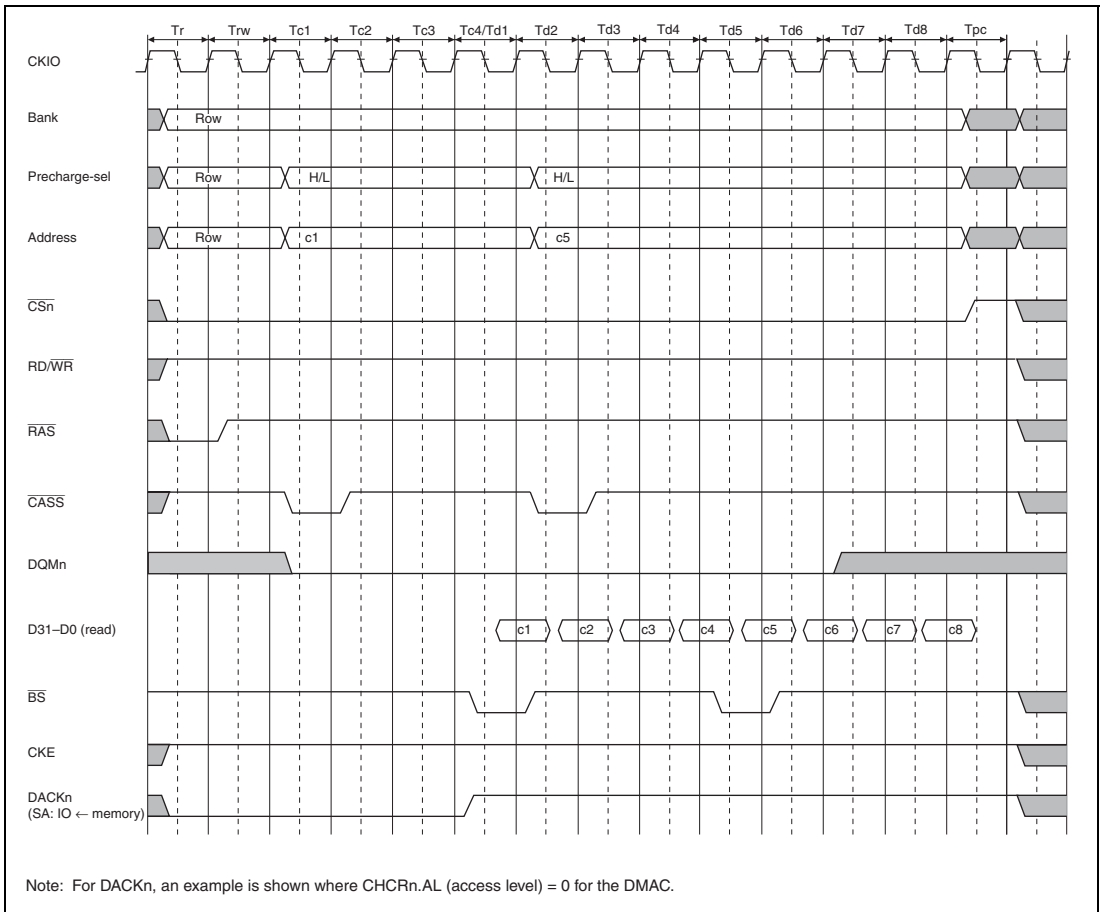 Tr Trw Tc1 Tc2 Tc3 Tc4/Td1 Td2 Td3 Td4 Td5 Td6 Td7 Td8 Tpc
CKIO
Bank Row
Precharge-sel Row H/L H/L
Address Row c1 c5
CSn
RD/WR
RAS
CASS
DQMn
D31–D0 (read) c1 c2 c3 c4 c5 c6 c7 c8
BS
CKE
DACKn
(SA: IO ← memory)
Note: For DACKn, an example is shown where CHCRn.AL (access level) = 0 for the DMAC.